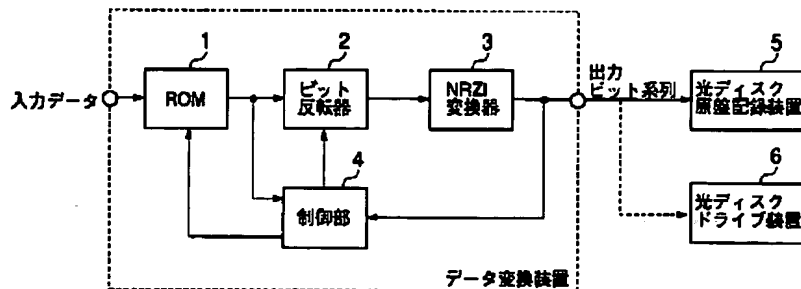 1
2
3
入力データ
ROM
ビット
反転器
NRZI
変換器
出力
ビット系列
5
光ディスク
原盤記録装置
4
制御部
6
光ディスク
ドライブ装置
データ変換装置